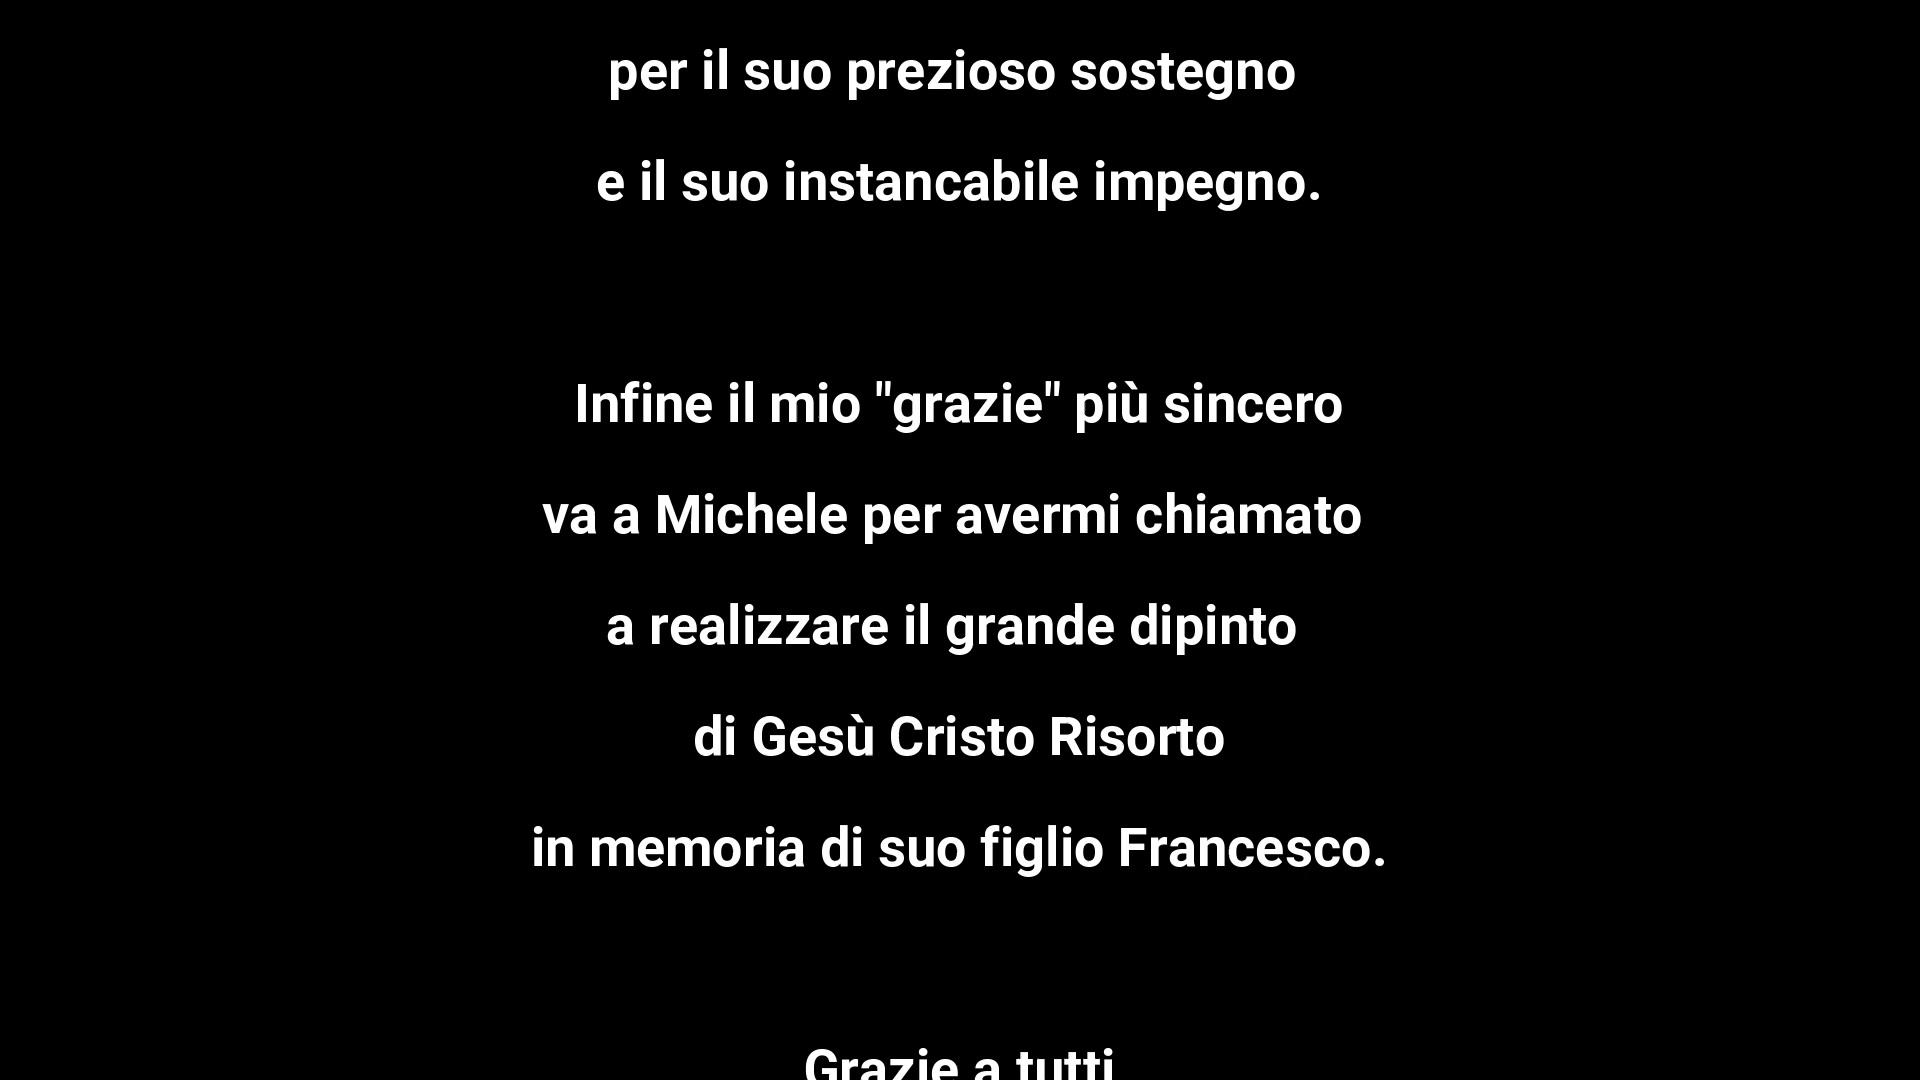 per il suo prezioso sostegno
e il suo instancabile impegno.
Infine il mio "grazie" più sincero
va a Michele per avermi chiamato
a realizzare il grande dipinto
di Gesù Cristo Risorto
in memoria di suo figlio Francesco.
Grazie a tutti